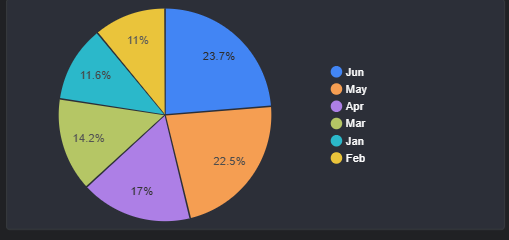 11%
23.7%
11.6%
14.2%
22.5%
17%
Jun
May
Apr
Mar
Jan
Feb